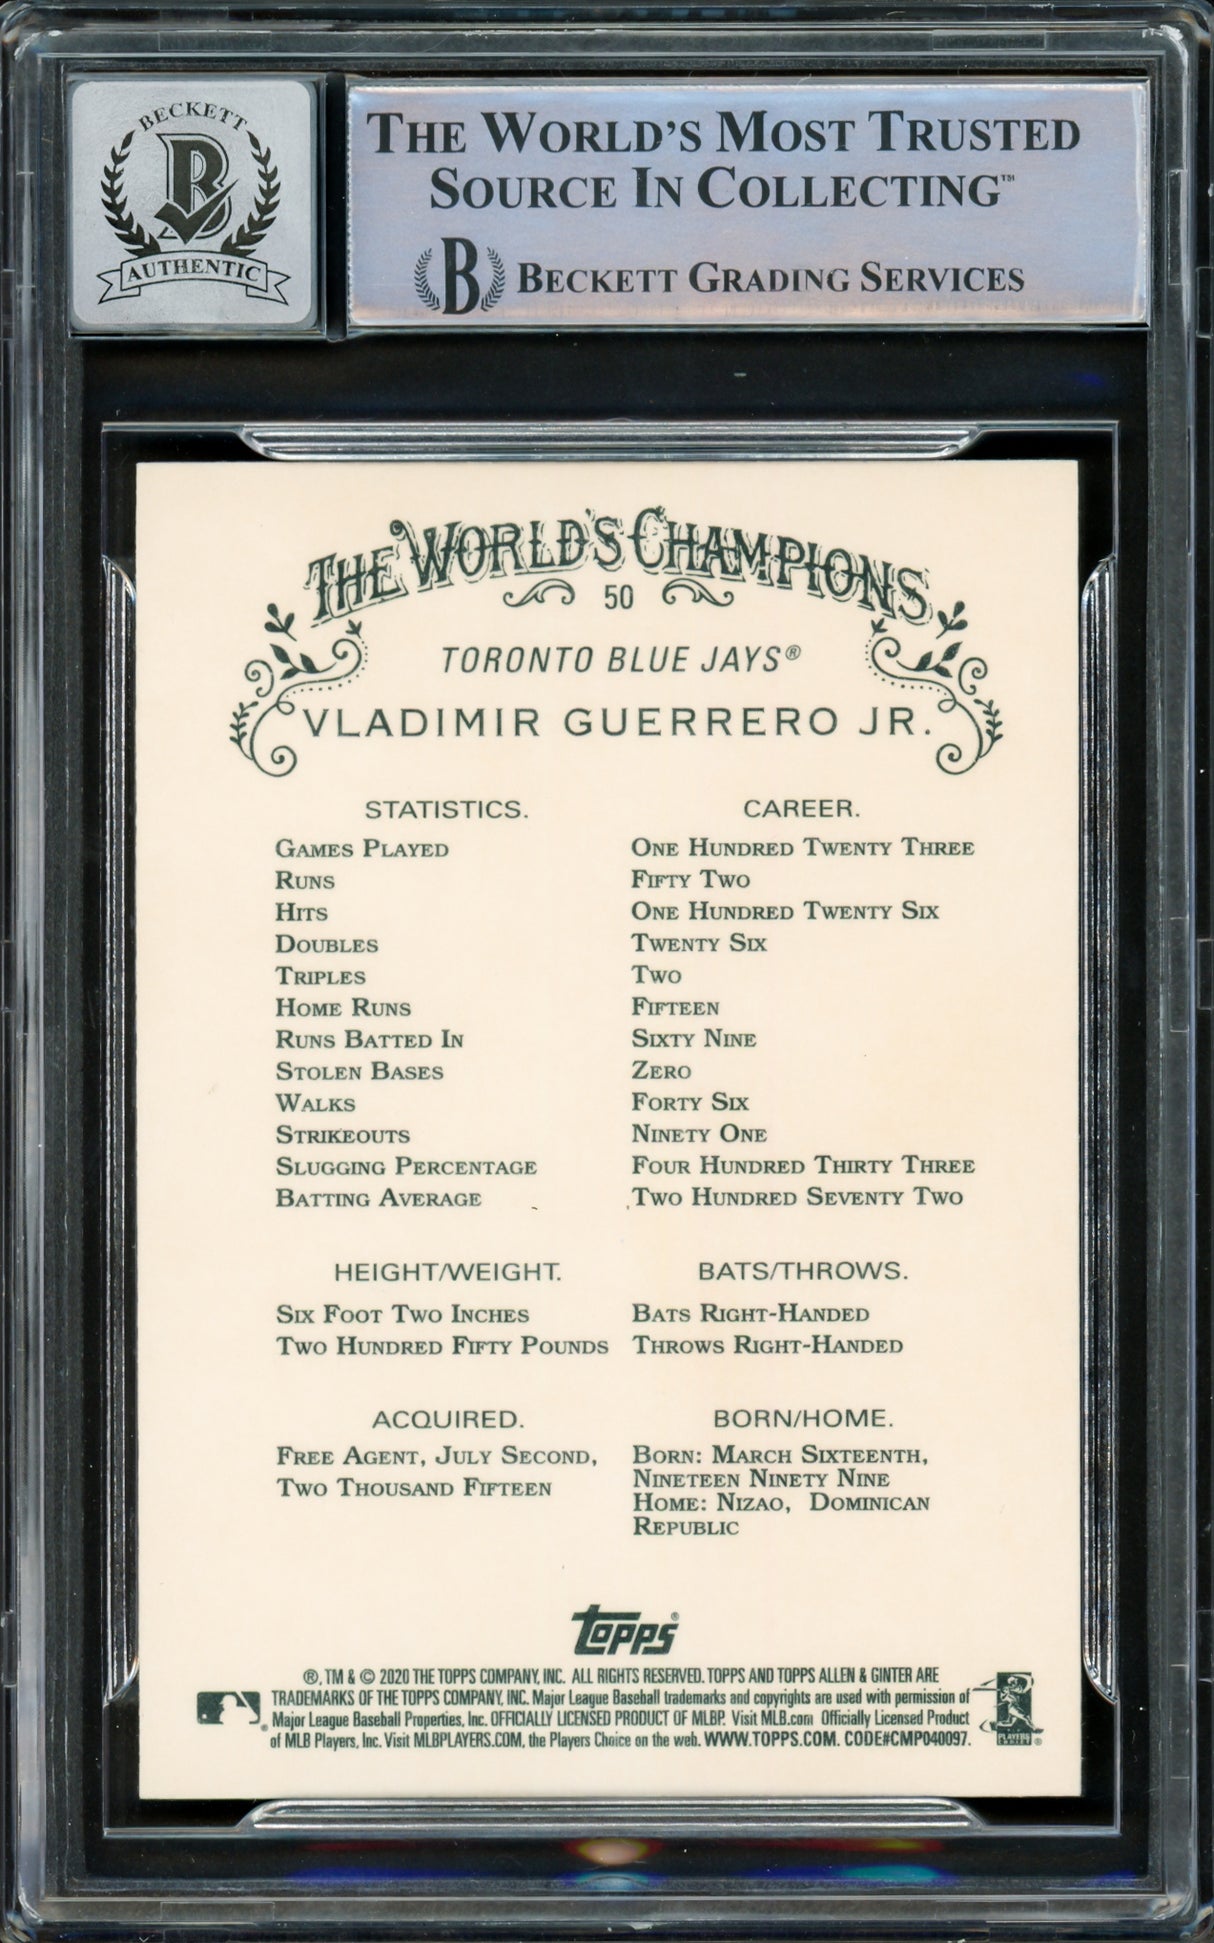 BECKETT
B
AUTHENTIC
THE WORLD'S MOST TRUSTED
SOURCE IN COLLECTING™
B BECKETT GRADING SERVICES
THE WORLD'S CHAMPIONS
50
TORONTO BLUE JAYS®
VLADIMIR GUERRERO JR.
STATISTICS. CAREER.
GAMES PLAYED ONE HUNDRED TWENTY THREE
RUNS FIFTY TWO
HITS ONE HUNDRED TWENTY SIX
DOUBLES TWENTY SIX
TRIPLES TWO
HOME RUNS FIFTEEN
RUNS BATTED IN SIXTY NINE
STOLEN BASES ZERO
WALKS FORTY SIX
STRIKEOUTS NINETY ONE
SLUGGING PERCENTAGE FOUR HUNDRED THIRTY THREE
BATTING AVERAGE TWO HUNDRED SEVENTY TWO
HEIGHT/WEIGHT. BATS/THROWS.
SIX FOOT TWO INCHES BATS RIGHT-HANDED
TWO HUNDRED FIFTY POUNDS THROWS RIGHT-HANDED
ACQUIRED.
FREE AGENT, JULY SECOND,
TWO THOUSAND FIFTEEN
BORN/HOME.
BORN: MARCH SIXTEENTH,
NINETEEN NINETY NINE
HOME: NIZAO, DOMINICAN
REPUBLIC
TOPPS®
®, TM & © 2020 THE TOPPS COMPANY, INC. ALL RIGHTS RESERVED. TOPPS AND TOPPS ALLEN & GINTER ARE
TRADEMARKS OF THE TOPPS COMPANY, INC. Major League Baseball trademarks and copyrights are used with permission of
Major League Baseball Properties, Inc. OFFICIALLY LICENSED PRODUCT OF MLBP. Visit MLB.com Officially Licensed Product
of MLB Players, Inc. Visit MLBPLAYERS.COM, the Players Choice on the web. WWW.TOPPS.COM. CODE#CMP040097.